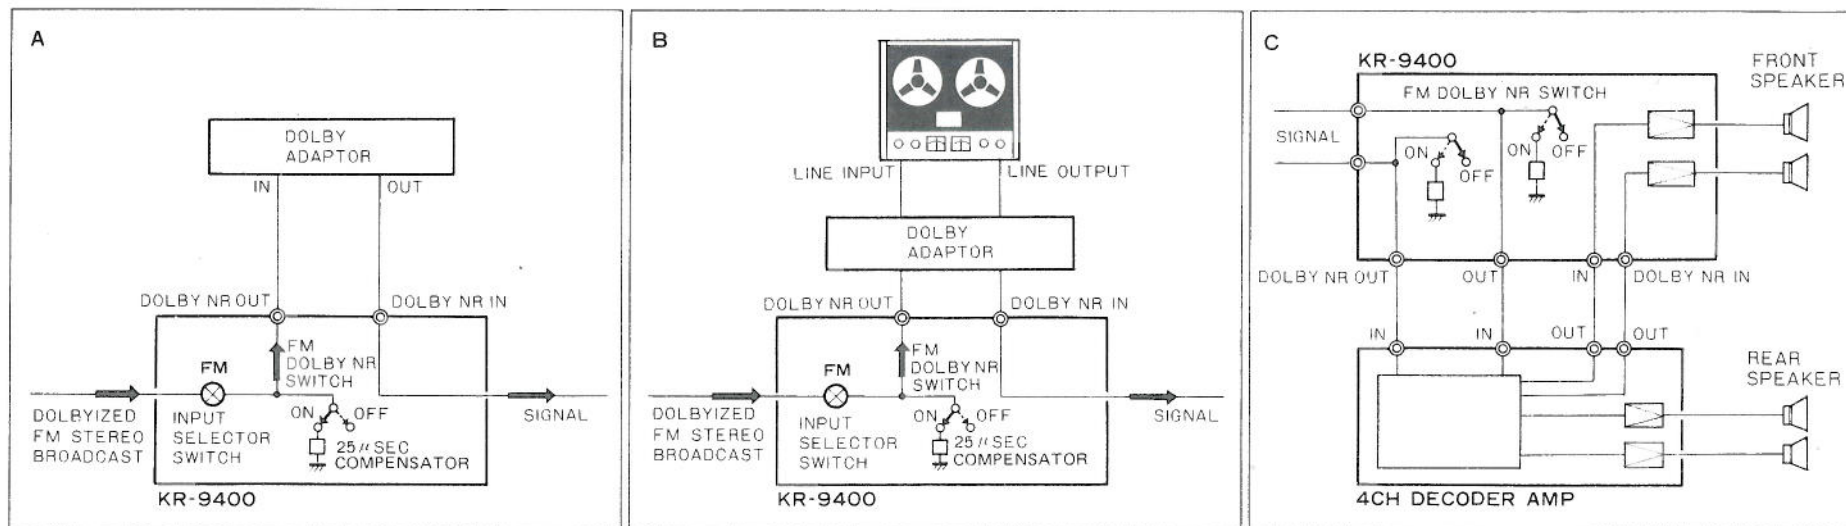 A
DOLBY
ADAPTOR
IN
OUT
DOLBY NR OUT
DOLBY NR IN
FM
DOLBY NR
SWITCH
FM
ON
OFF
DOLBYIZED
FM STEREO
BROADCAST
INPUT
SELECTOR
SWITCH
25μSEC
COMPENSATOR
SIGNAL
KR-9400
B
LINE INPUT
LINE OUTPUT
DOLBY
ADAPTOR
DOLBY NR OUT
DOLBY NR IN
FM
DOLBY NR
SWITCH
FM
ON
OFF
DOLBYIZED
FM STEREO
BROADCAST
INPUT
SELECTOR
SWITCH
25μSEC
COMPENSATOR
SIGNAL
KR-9400
C
KR-9400
FRONT
SPEAKER
FM DOLBY NR SWITCH
SIGNAL
ON
OFF
ON
OFF
DOLBY NR OUT
OUT
IN
DOLBY NR IN
IN
IN
OUT
OUT
REAR
SPEAKER
4CH DECODER AMP